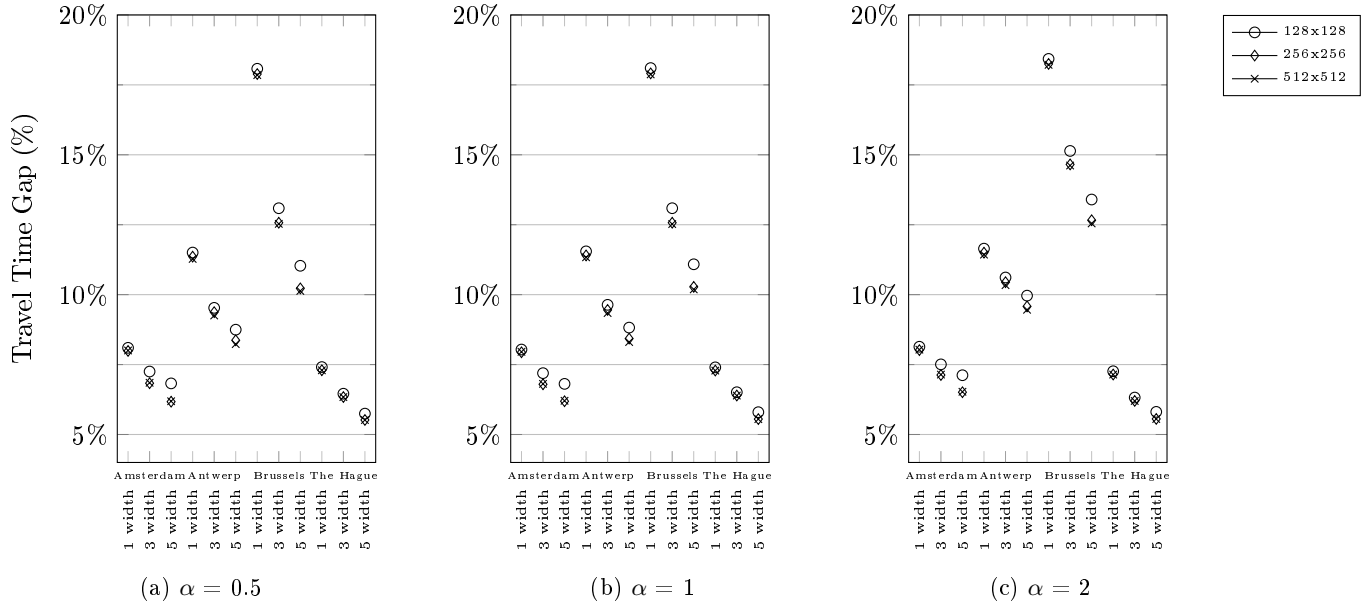 Travel Time Gap (%)
20%
15%
10%
5%
Amsterdam Antwerp Brussels The Hague
1 width
3 width
5 width
1 width
3 width
5 width
1 width
3 width
5 width
1 width
3 width
5 width
(a) α = 0.5
20%
15%
10%
5%
Amsterdam Antwerp Brussels The Hague
1 width
3 width
5 width
1 width
3 width
5 width
1 width
3 width
5 width
1 width
3 width
5 width
(b) α = 1
20%
15%
10%
5%
Amsterdam Antwerp Brussels The Hague
1 width
3 width
5 width
1 width
3 width
5 width
1 width
3 width
5 width
1 width
3 width
5 width
(c) α = 2
128x128
256x256
512x512